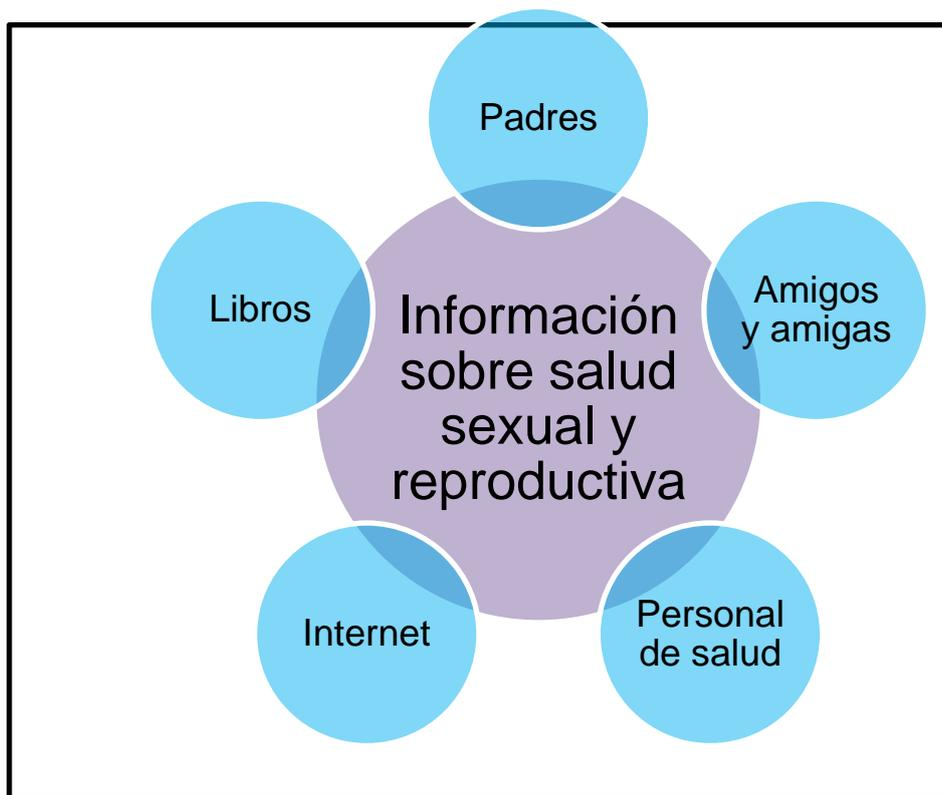 Padres
Libros
Información
sobre salud
sexual y
reproductiva
Amigos
y amigas
Internet
Personal
de salud